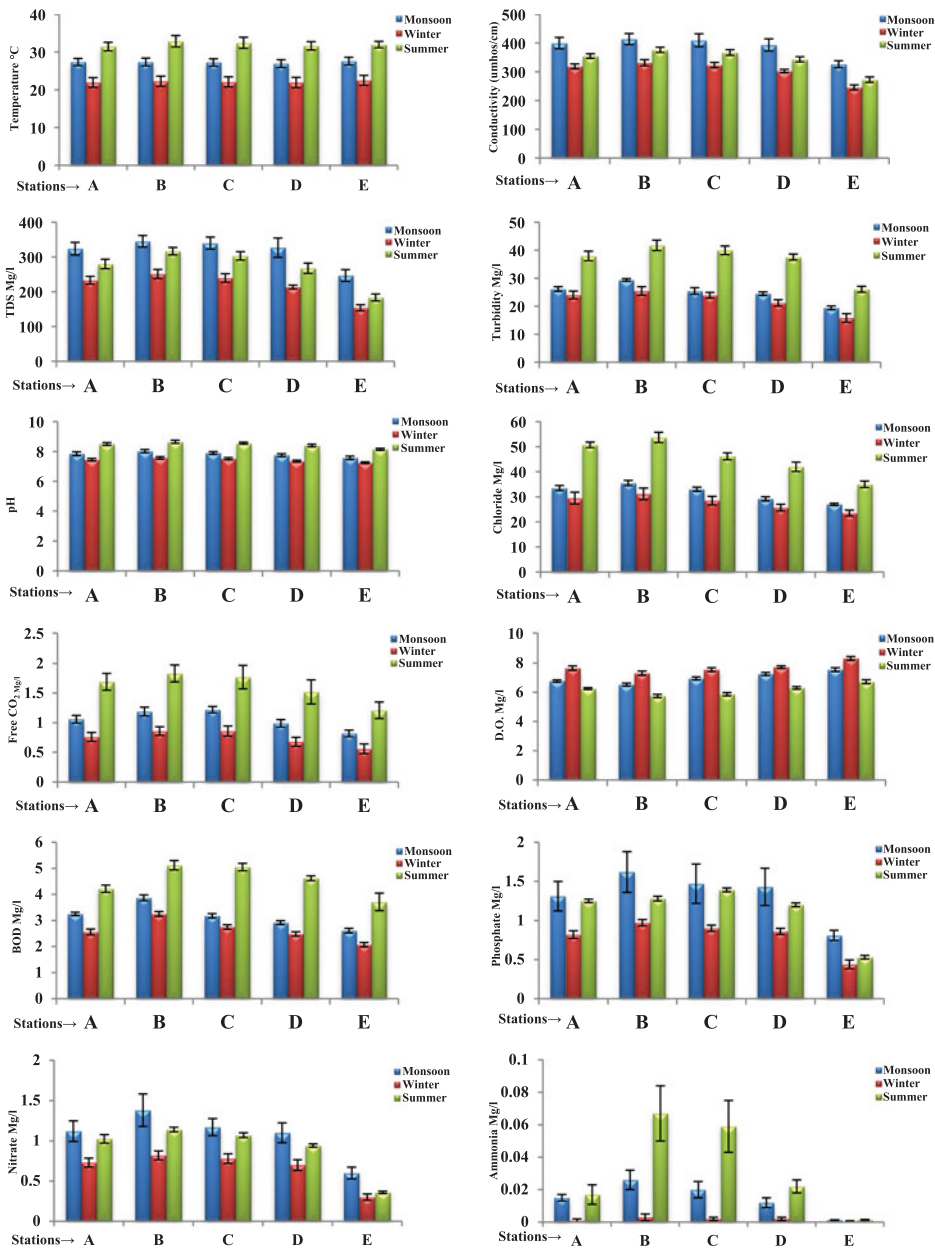 Temperature °C
40
30
20
10
0
Monsoon
Winter
Summer
Stations→ A B C D E
Conductivity (umhos/cm)
500
400
300
200
100
0
Monsoon
Winter
Summer
Stations→ A B C D E
TDS Mg/l
400
300
200
100
0
Monsoon
Winter
Summer
Stations→ A B C D E
Turbidity Mg/l
50
40
30
20
10
0
Monsoon
Winter
Summer
Stations→ A B C D E
pH
10
8
6
4
2
0
Monsoon
Winter
Summer
Stations→ A B C D E
Chloride Mg/l
60
50
40
30
20
10
0
Monsoon
Winter
Summer
Stations→ A B C D E
Free CO2 Mg/l
2.5
2
1.5
1
0.5
0
Monsoon
Winter
Summer
Stations→ A B C D E
D.O. Mg/l
10
8
6
4
2
0
Monsoon
Winter
Summer
Stations→ A B C D E
BOD Mg/l
6
5
4
3
2
1
0
Monsoon
Winter
Summer
Stations→ A B C D E
Phosphate Mg/l
2
1.5
1
0.5
0
Monsoon
Winter
Summer
Stations→ A B C D E
Nitrate Mg/l
2
1.5
1
0.5
0
Monsoon
Winter
Summer
Stations→ A B C D E
Ammonia Mg/l
0.1
0.08
0.06
0.04
0.02
0
Monsoon
Winter
Summer
Stations→ A B C D E